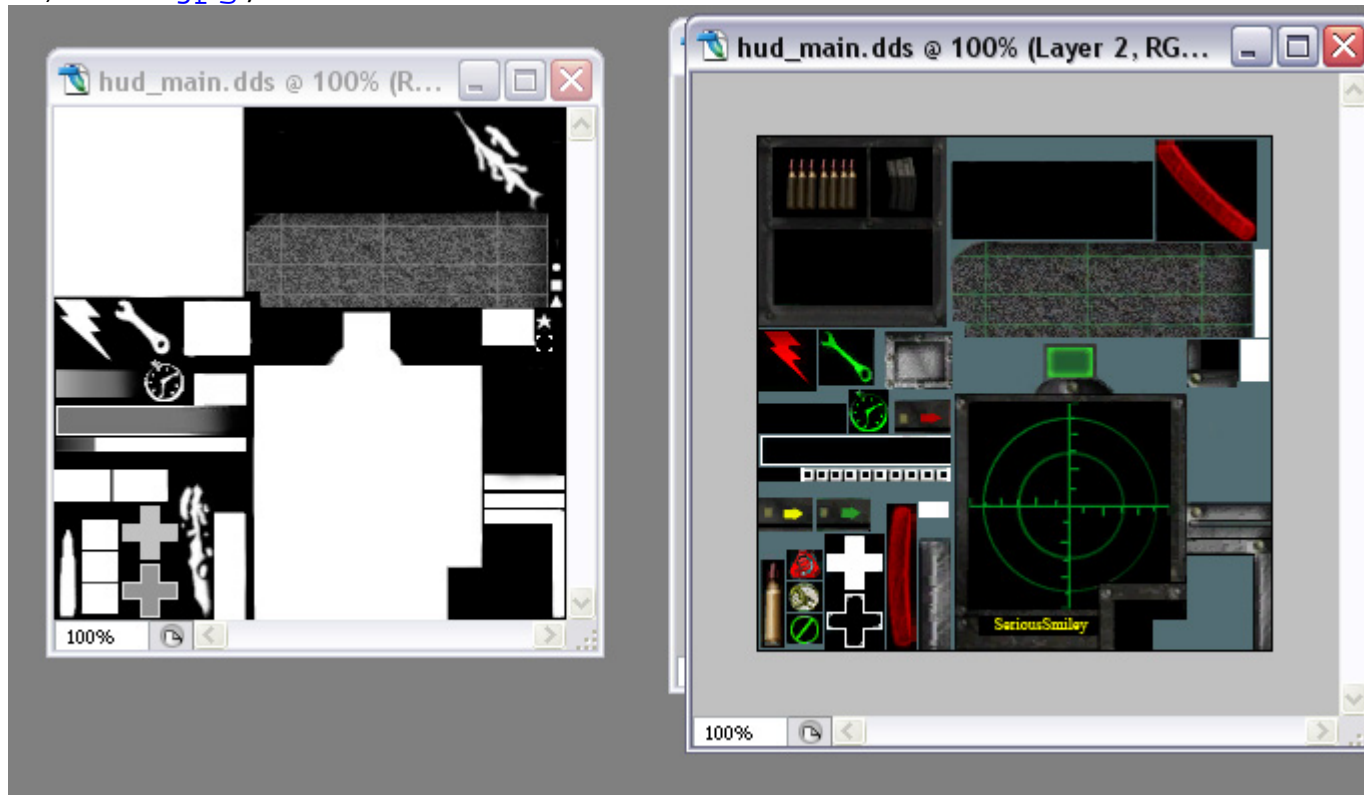 hud_main.dds @ 100% (R...
hud_main.dds @ 100% (Layer 2, RG...
SeriousSmiley
100%
100%